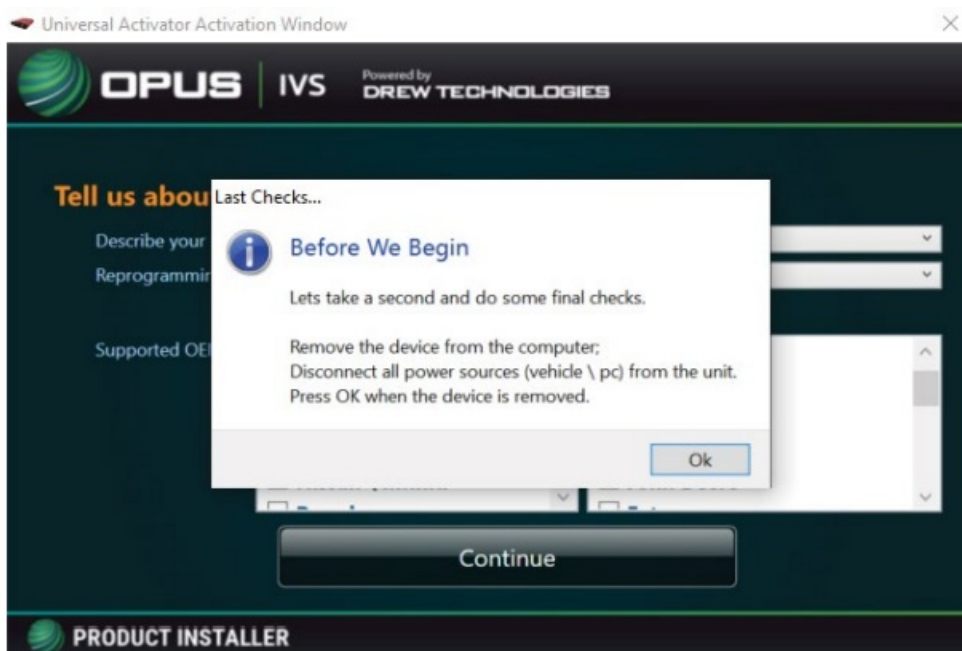 Universal Activator Activation Window
OPUS IVS Powered by DREW TECHNOLOGIES
Tell us abou
Last Checks...
Describe your
Before We Begin
Reprogrammin
Lets take a second and do some final checks.
Supported OE
Remove the device from the computer;
Disconnect all power sources (vehicle \ pc) from the unit.
Press OK when the device is removed.
Ok
Continue
PRODUCT INSTALLER